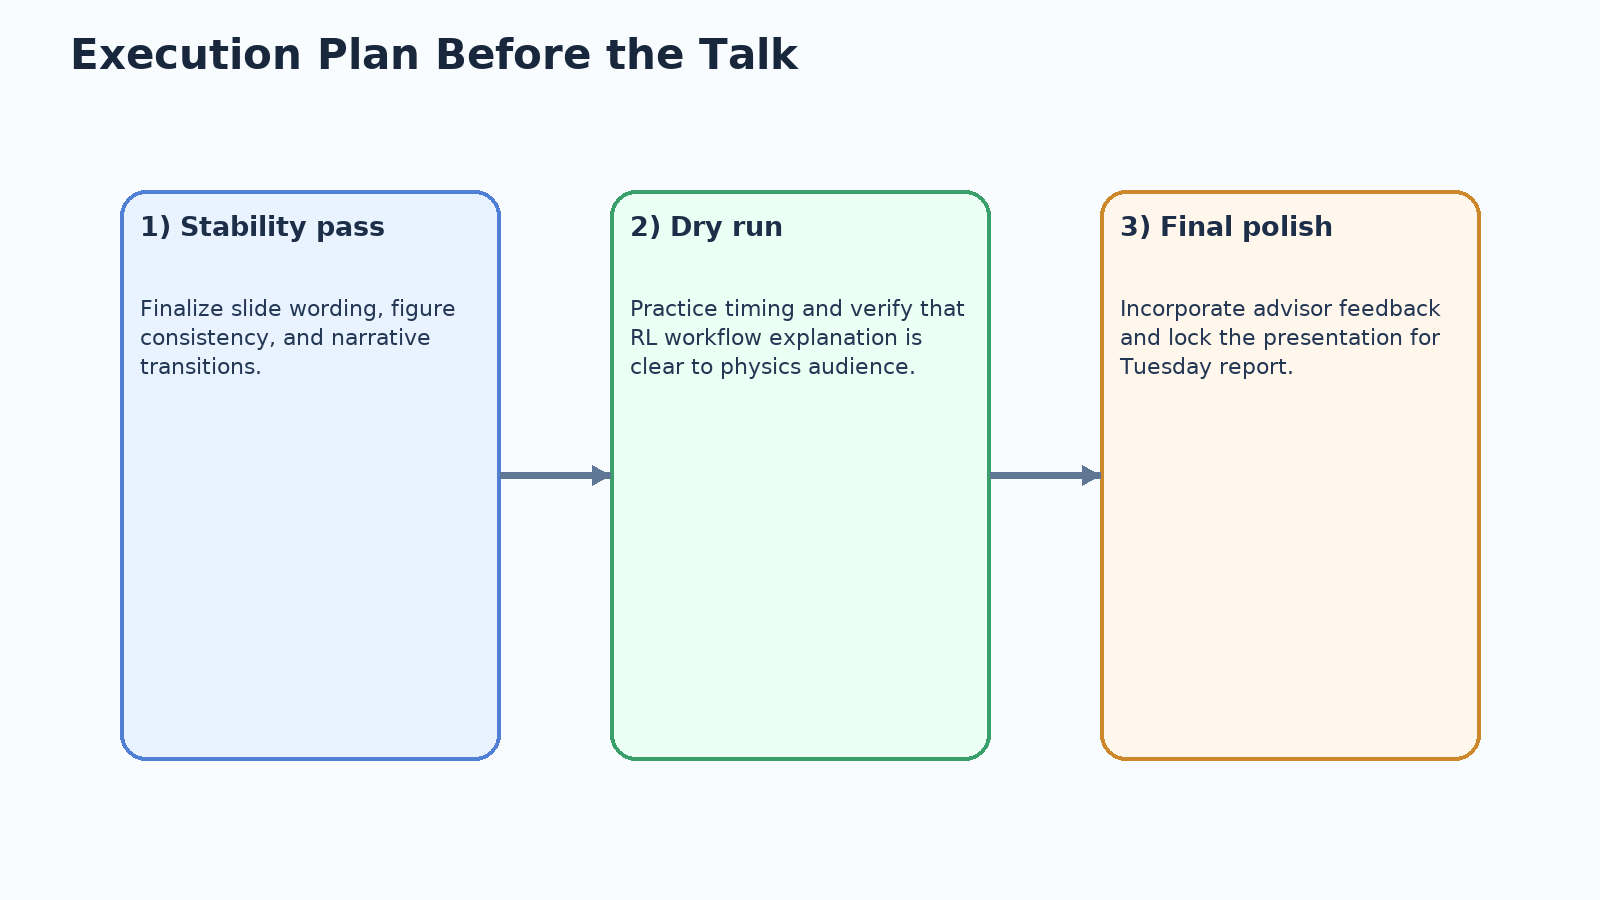 Execution Plan Before the Talk
1) Stability pass
Finalize slide wording, figure
consistency, and narrative
transitions.
2) Dry run
Practice timing and verify that
RL workflow explanation is
clear to physics audience.
3) Final polish
Incorporate advisor feedback
and lock the presentation for
Tuesday report.